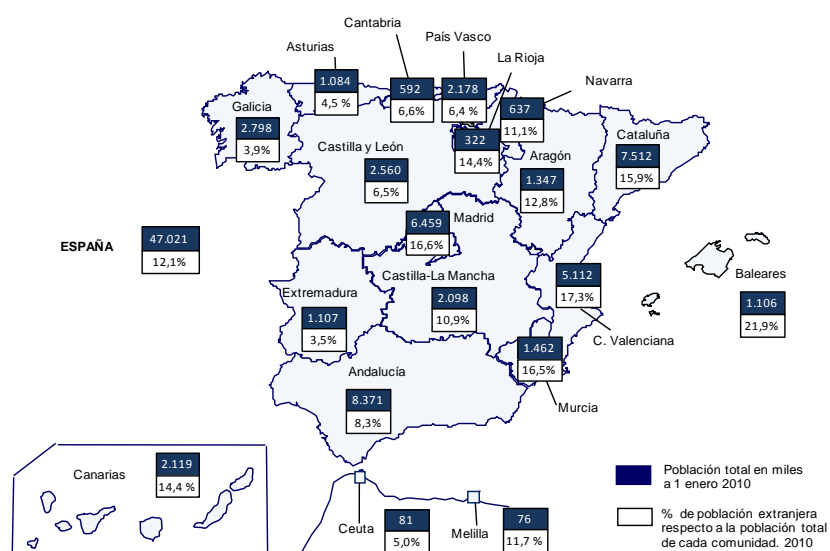 Cantabria
Asturias
País Vasco
La Rioja
Navarra
1.084
4,5 %
592
6,6%
2.178
6,4 %
637
11,1%
Galicia
2.798
3,9%
322
14,4%
Cataluña
7.512
15,9%
Castilla y León
2.560
6,5%
Aragón
1.347
12,8%
Madrid
6.459
16,6%
ESPAÑA
47.021
12,1%
Castilla-La Mancha
2.098
10,9%
5.112
17,3%
C. Valenciana
Baleares
1.106
21,9%
Extremadura
1.107
3,5%
1.462
16,5%
Murcia
Andalucía
8.371
8,3%
Canarias
2.119
14,4 %
Ceuta
81
5,0%
Melilla
76
11,7 %
Población total en miles
a 1 enero 2010
% de población extranjera
respecto a la población total
de cada comunidad. 2010